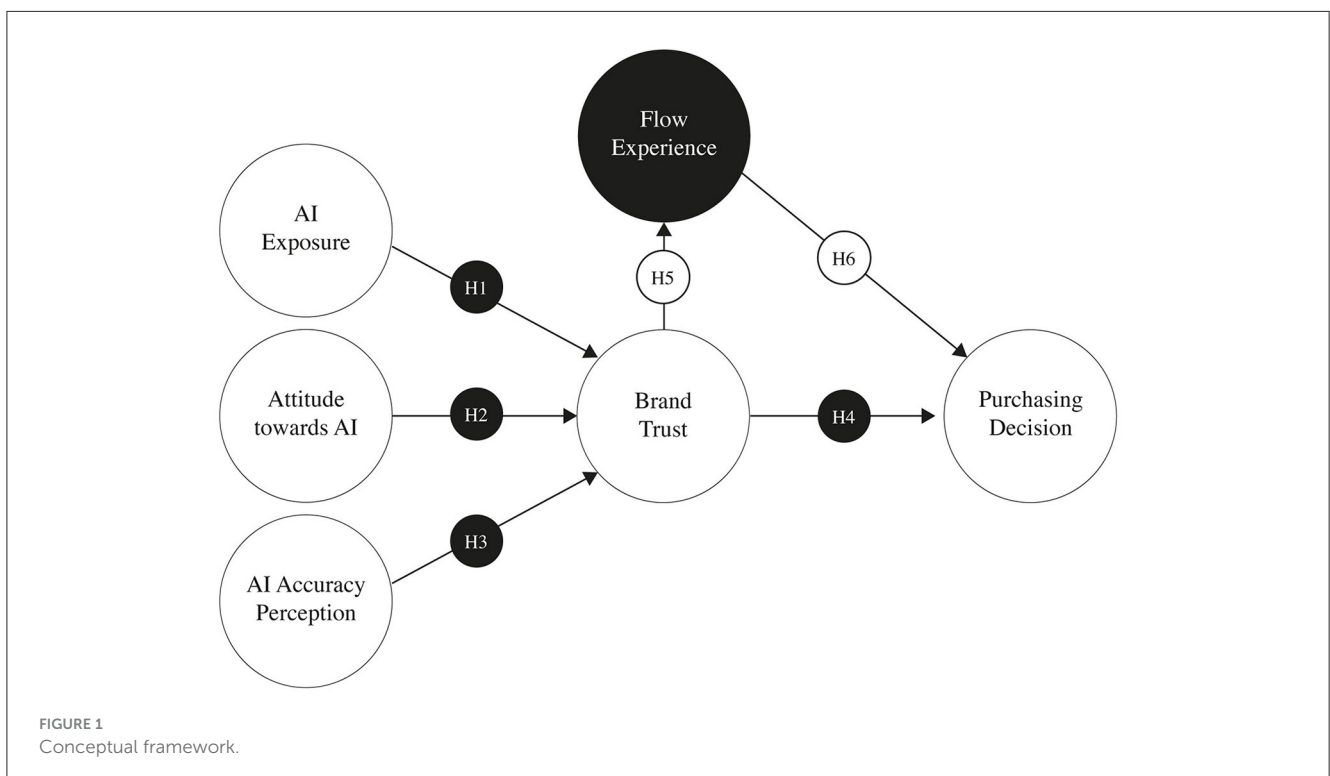 Flow
Experience
AI
Exposure
H1
H5
H6
Attitude
towards AI
H2
Brand
Trust
H4
Purchasing
Decision
H3
AI Accuracy
Perception
FIGURE 1
Conceptual framework.